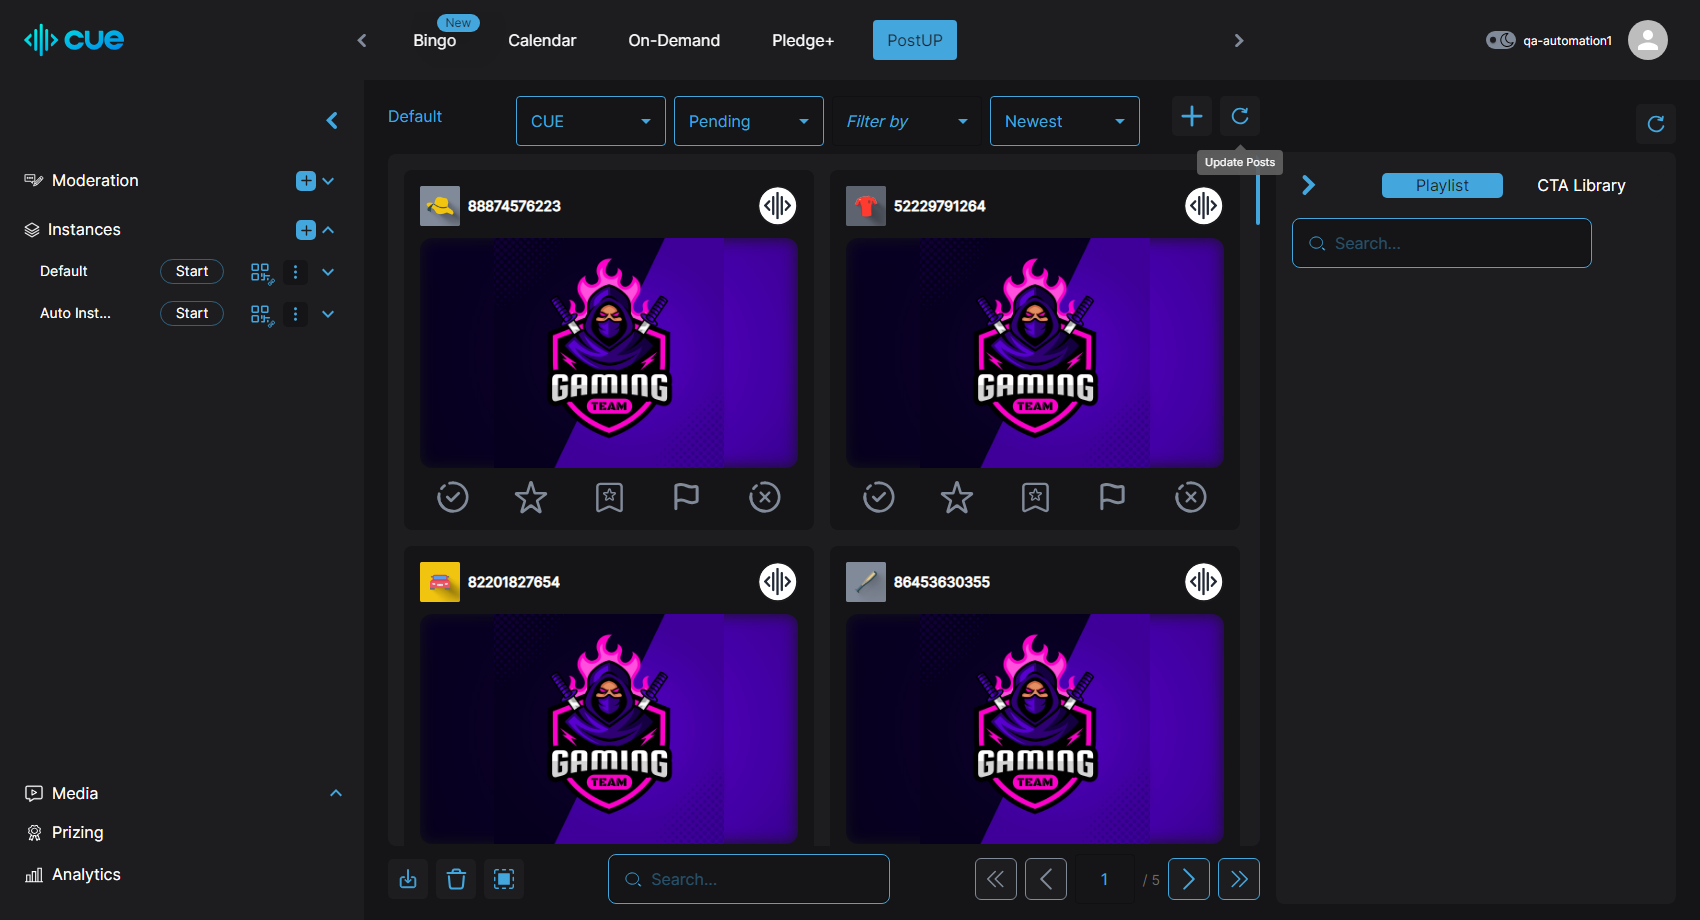 cue
New
Bingo
Calendar
On-Demand
Pledge+
PostUP
qa-automation1
Moderation
Instances
Default
Start
Auto Inst...
Start
Media
Prizing
Analytics
Default
CUE
Pending
Filter by
Newest
Update Posts
88874576223
GAMING
TEAM
52229791264
GAMING
TEAM
82201827654
GAMING
TEAM
86453630355
GAMING
TEAM
Search...
1
/ 5
Playlist
CTA Library
Search...